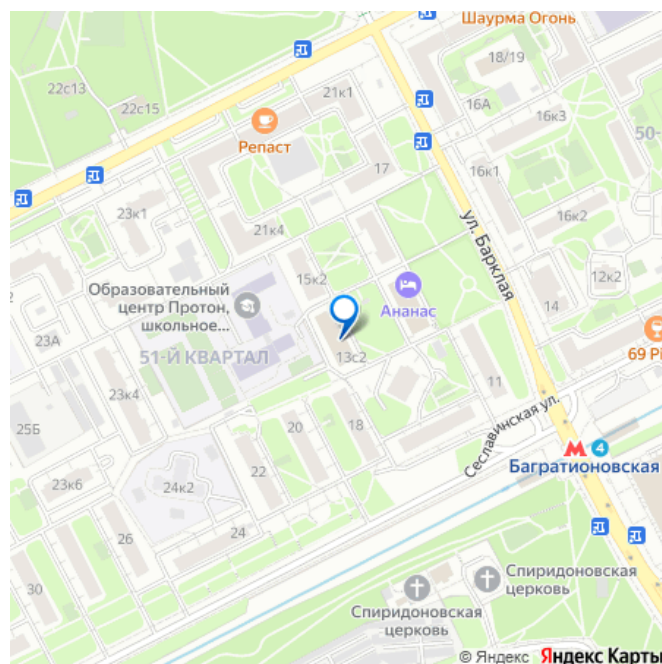 Шаурма Огонь
18/19
22с13
22с15
21к1
16А
16к3
50-
Репаст
17
16к1
23к1
21к4
ул. Барклая
16к2
15к2
12к2
Образовательный
центр Протон,
школьное...
Ананас
14
23А
51-Й КВАРТАЛ
13с2
69 Pi
23к4
11
Сеславинская ул.
25Б
20
18
4
Багратионовская
22
23к6
24к2
26
24
30
Спиридоновская
церковь
Спиридоновская
церковь
© Яндекс Яндекс Карты